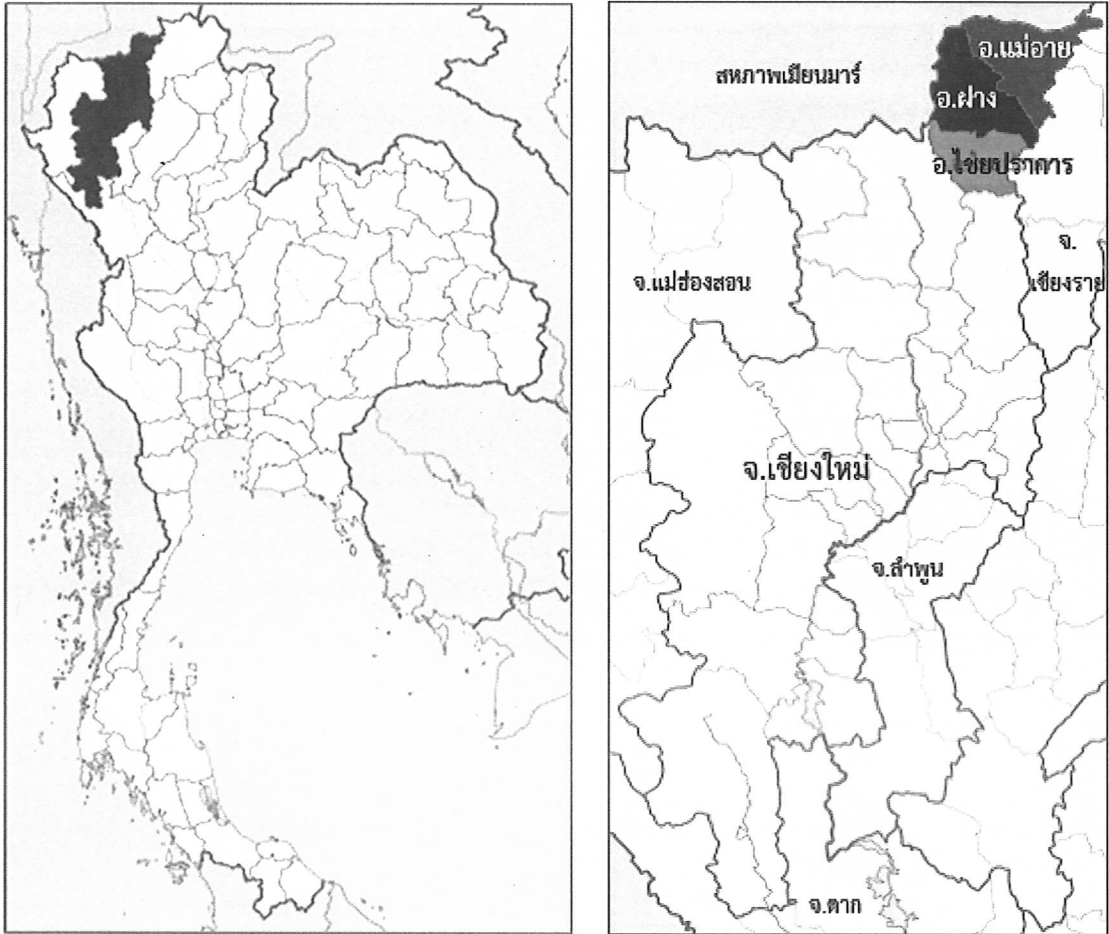 อ.แม่อาย
สหภาพเมียนมาร์
อ.ฝาง
อ.ไชยปราการ
จ.
เชียงราย
จ.แม่ฮ่องสอน
จ.เชียงใหม่
จ.ลำพูน
จ.ตาก